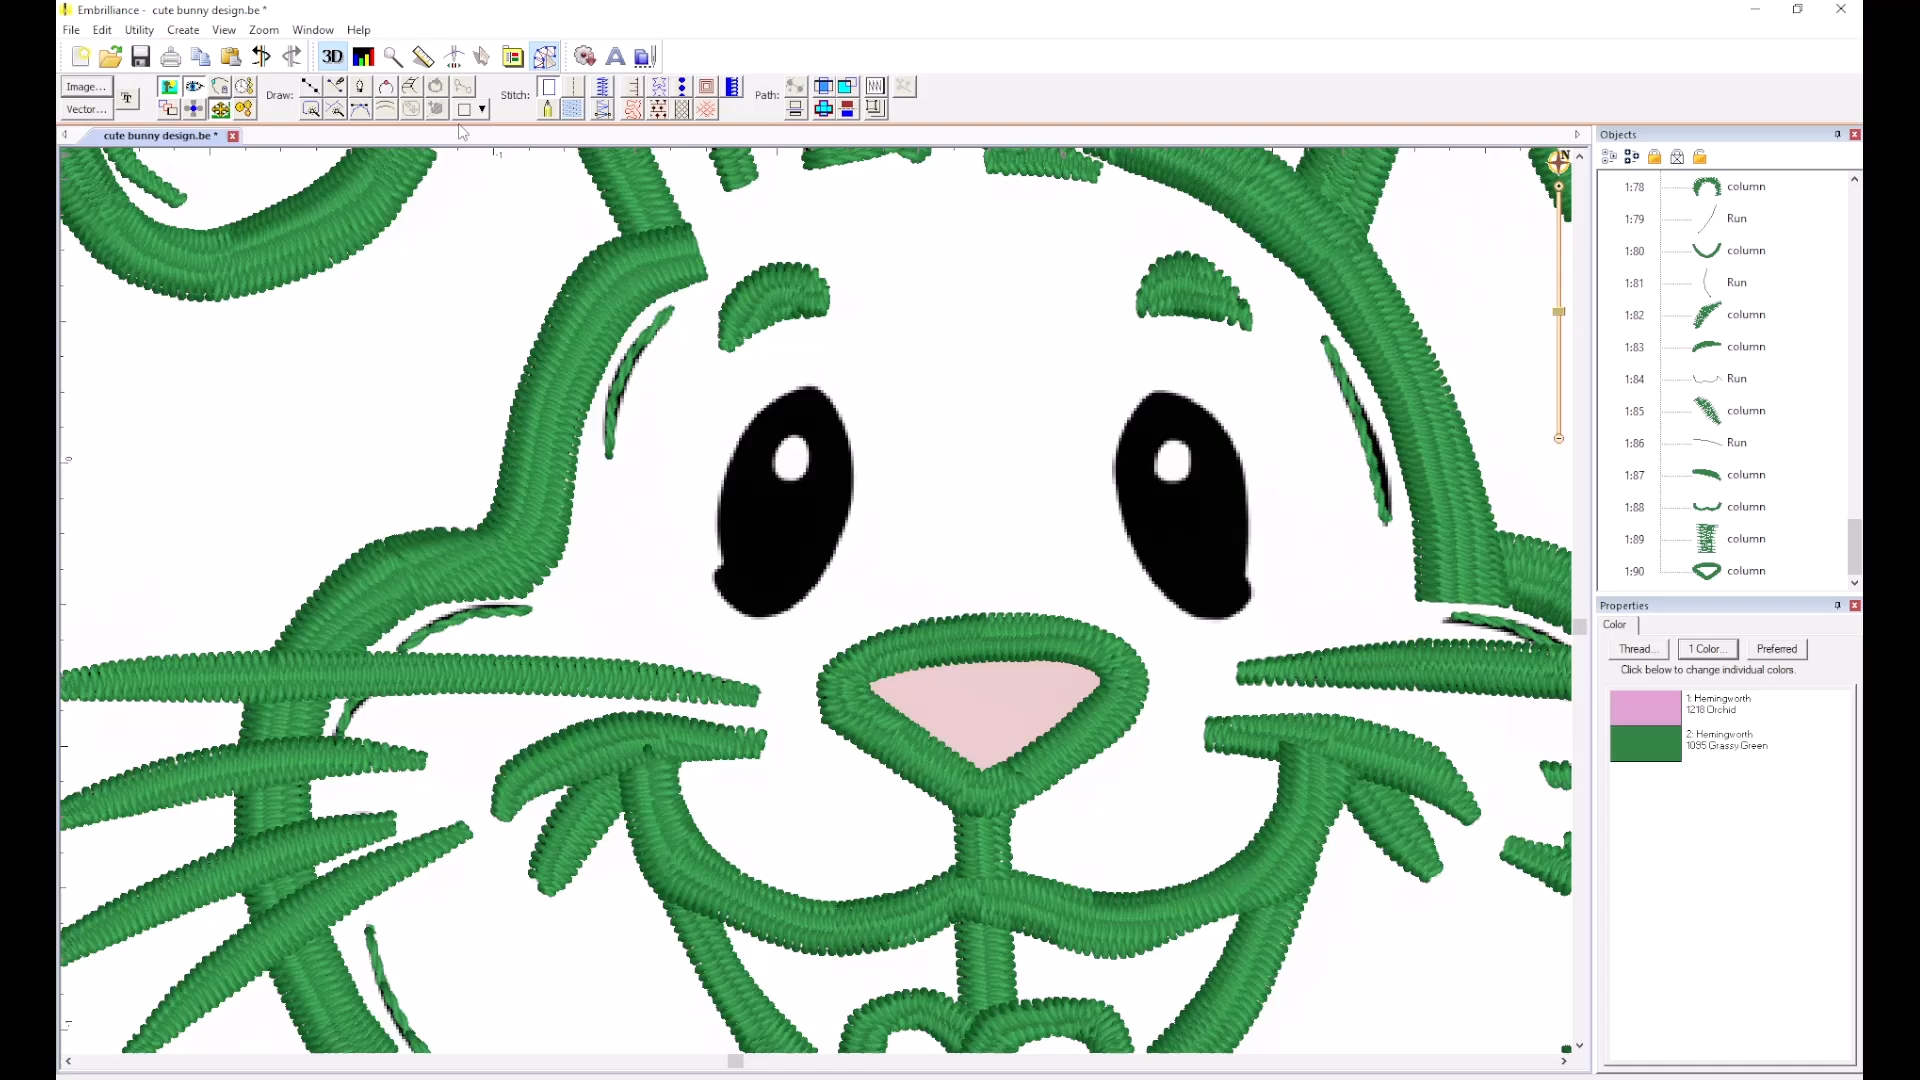 Embrilliance - cute bunny design.be *
File Edit Utility Create View Zoom Window Help
3D
Image...
Vector...
Draw:
Stitch:
Path:
cute bunny design.be *
Objects
1:78 column
1:79 Run
1:80 column
1:81 Run
1:82 column
1:83 column
1:84 Run
1:85 column
1:86 Run
1:87 column
1:88 column
1:89 column
1:90 column
Properties
Color
Thread... 1 Color... Preferred
Click below to change individual colors.
1: Hemingworth
1218 Orchid
2: Hemingworth
1095 Grassy Green
N
-1
0
-1